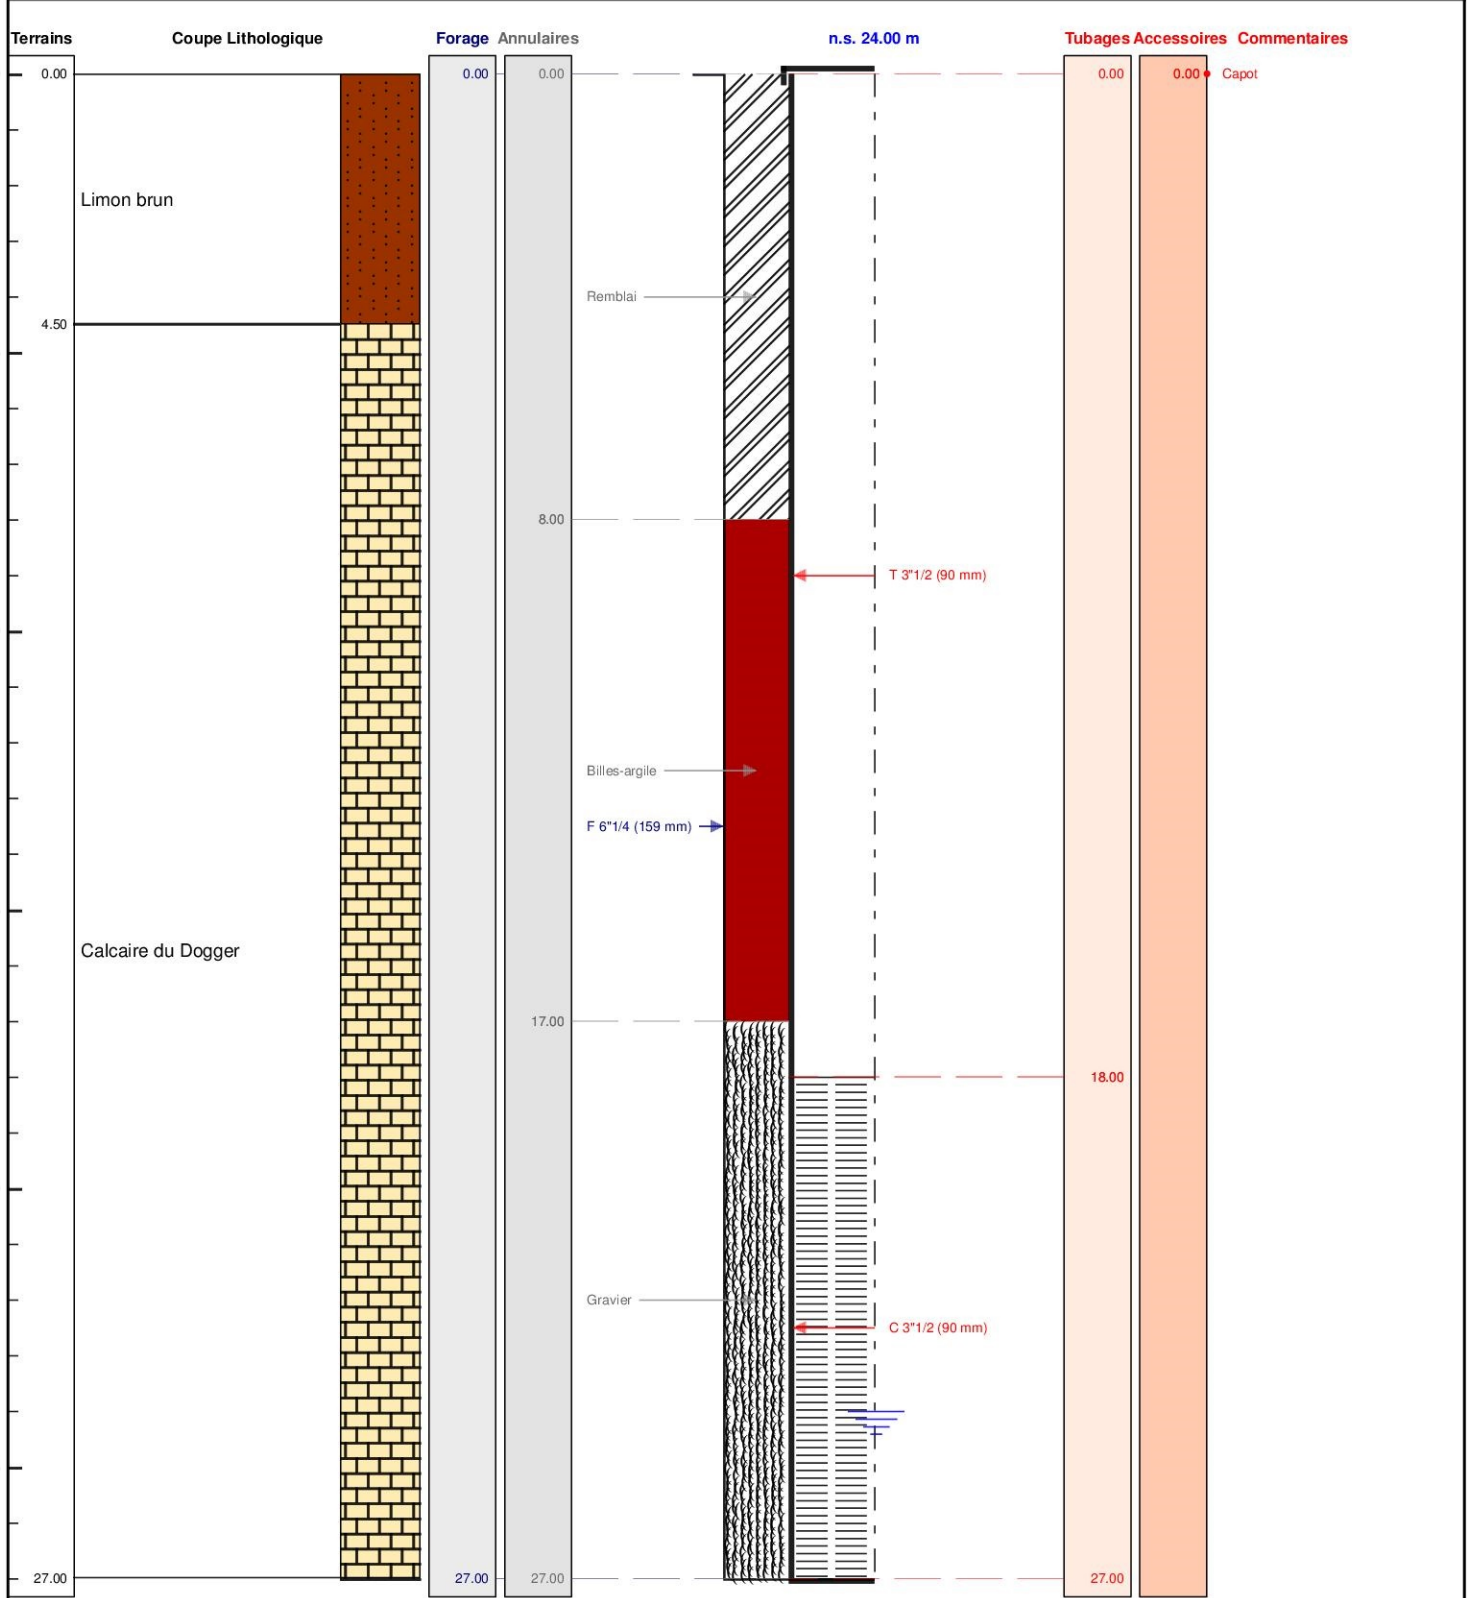 Terrains Coupe Lithologique Forage Annulaires n.s. 24.00 m Tubages Accessoires Commentaires
0.00 0.00 0.00 0.00 0.00 Capot
Limon brun
Remblai
4.50
8.00
T 3"1/2 (90 mm)
Billes-argile
F 6"1/4 (159 mm)
Calcaire du Dogger
17.00
18.00
Gravier
C 3"1/2 (90 mm)
27.00 27.00 27.00 27.00